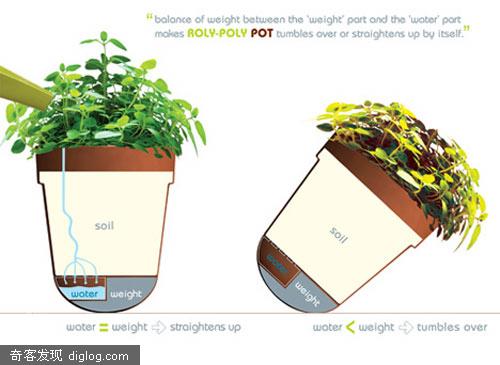 "balance of weight between the 'weight' part and the 'water' part
makes ROLY-POLY POT tumbles over or straightens up by itself."
soil
water
weight
soil
water
weight
water = weight ⇨ straightens up
water < weight ⇨ tumbles over
奇客发现 diglog.com